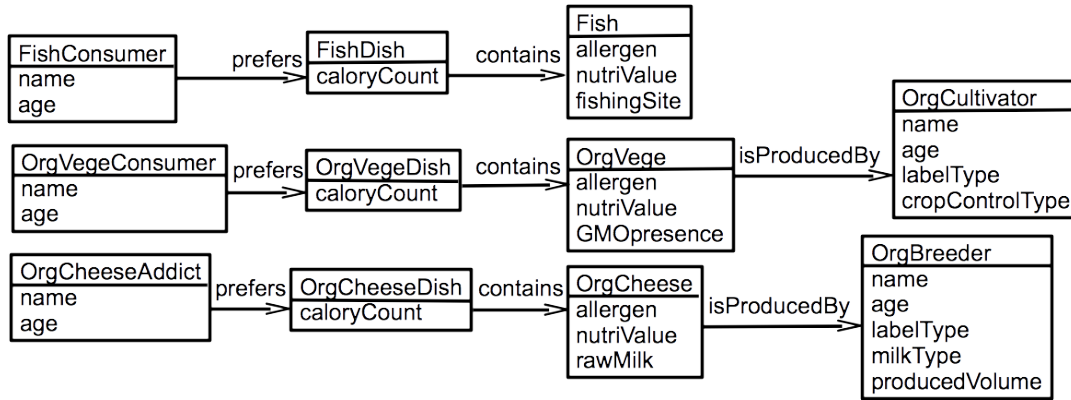 FishConsumer
name
age
prefers
FishDish
caloryCount
contains
Fish
allergen
nutriValue
fishingSite
OrgVegeConsumer
name
age
prefers
OrgVegeDish
caloryCount
contains
OrgVege
allergen
nutriValue
GMOpresence
isProducedBy
OrgCultivator
name
age
labelType
cropControlType
OrgCheeseAddict
name
age
prefers
OrgCheeseDish
caloryCount
contains
OrgCheese
allergen
nutriValue
rawMilk
isProducedBy
OrgBreeder
name
age
labelType
milkType
producedVolume